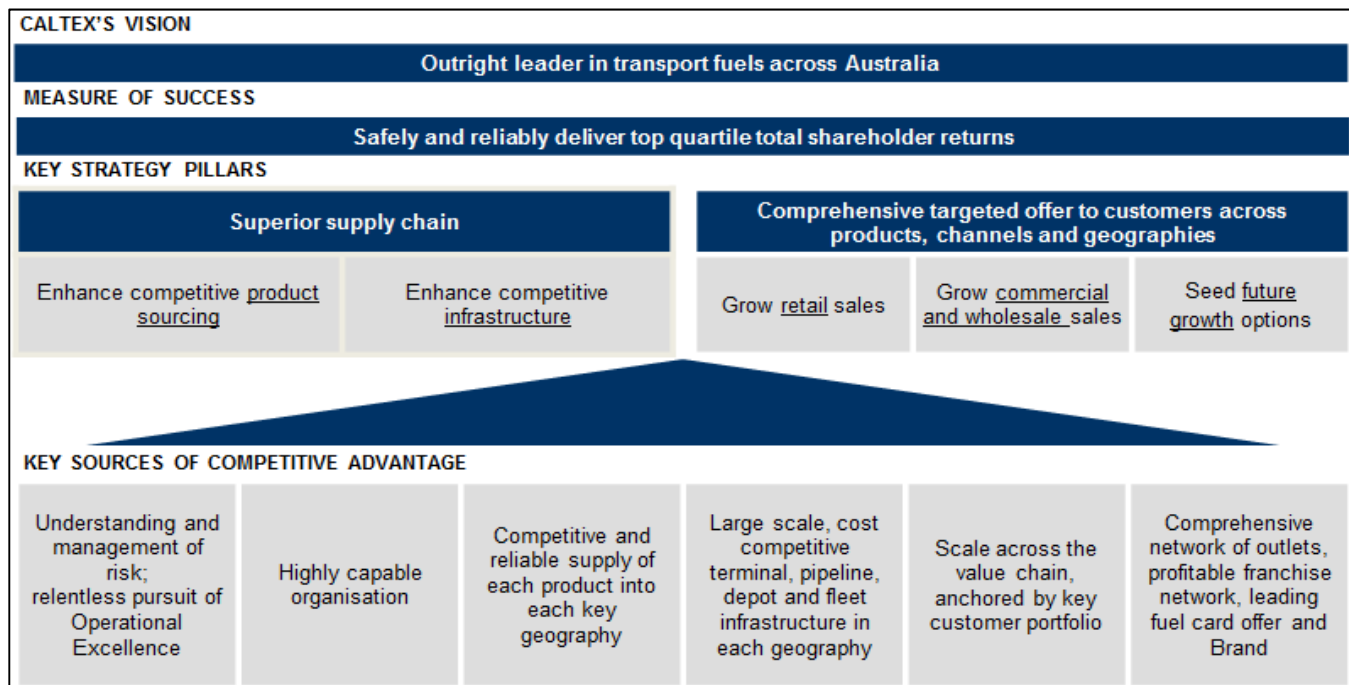 CALTEX'S VISION
Outright leader in transport fuels across Australia
MEASURE OF SUCCESS
Safely and reliably deliver top quartile total shareholder returns
KEY STRATEGY PILLARS
Superior supply chain
Comprehensive targeted offer to customers across
products, channels and geographies
Enhance competitive product
sourcing
Enhance competitive
infrastructure
Grow retail sales
Grow commercial
and wholesale sales
Seed future
growth options
KEY SOURCES OF COMPETITIVE ADVANTAGE
Understanding and
management of
risk;
relentless pursuit of
Operational
Excellence
Highly capable
organisation
Competitive and
reliable supply of
each product into
each key
geography
Large scale, cost
competitive
terminal, pipeline,
depot and fleet
infrastructure in
each geography
Scale across the
value chain,
anchored by key
customer portfolio
Comprehensive
network of outlets,
profitable franchise
network, leading
fuel card offer and
Brand